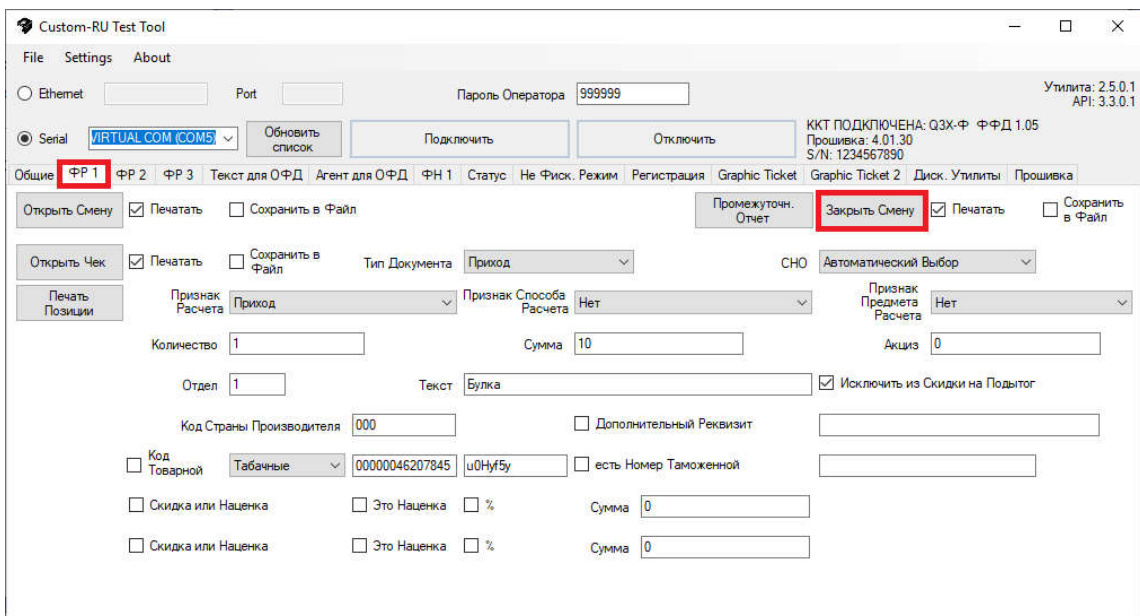 Custom-RU Test Tool
File Settings About
Ethernet Port Пароль Оператора 999999 Утилита: 2.5.0.1
API: 3.3.0.1
Serial VIRTUAL COM (COM5) Обновить список Подключить Отключить ККТ ПОДКЛЮЧЕНА: Q3X-Ф ФФД 1.05
Прошивка: 4.01.30
S/N: 1234567890
Общие ФР 1 ФР 2 ФР 3 Текст для ОФД Агент для ОФД ФН 1 Статус Не Фиск. Режим Регистрация Graphic Ticket Graphic Ticket 2 Диск. Утилиты Прошивка
Открыть Смену Печатать Сохранить в Файл Промежуточн. Отчет Закрыть Смену Печатать Сохранить в Файл
Открыть Чек Печатать Сохранить в Файл Тип Документа Приход СНО Автоматический Выбор
Печать Позиции Признак Расчета Приход Признак Способа Расчета Нет Признак Предмета Расчета Нет
Количество 1 Сумма 10 Акциз 0
Отдел 1 Текст Булка Исключить из Скидки на Подытог
Код Страны Производителя 000 Дополнительный Реквизит
Код Товарной Табачные 00000046207845 u0Hyf5y есть Номер Таможенной
Скидка или Наценка Это Наценка % Сумма 0
Скидка или Наценка Это Наценка % Сумма 0